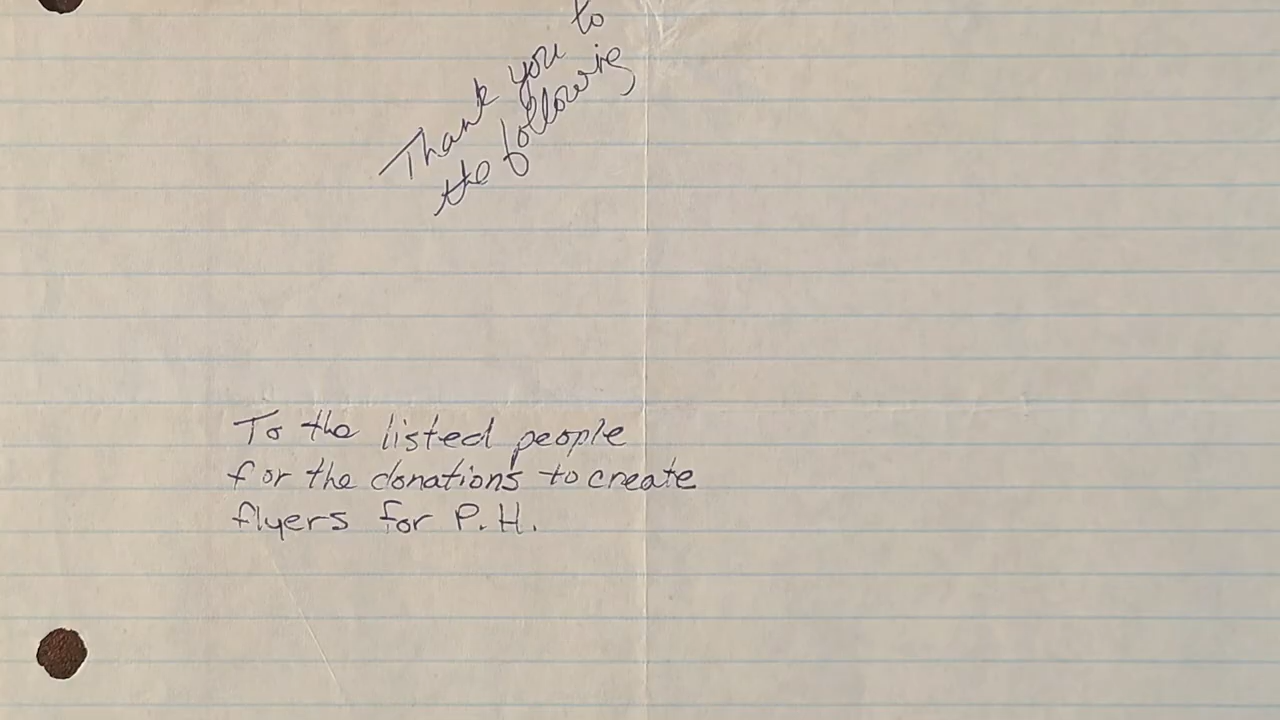 Thank you to
the following
To the listed people
for the donations to create
flyers for P.H.